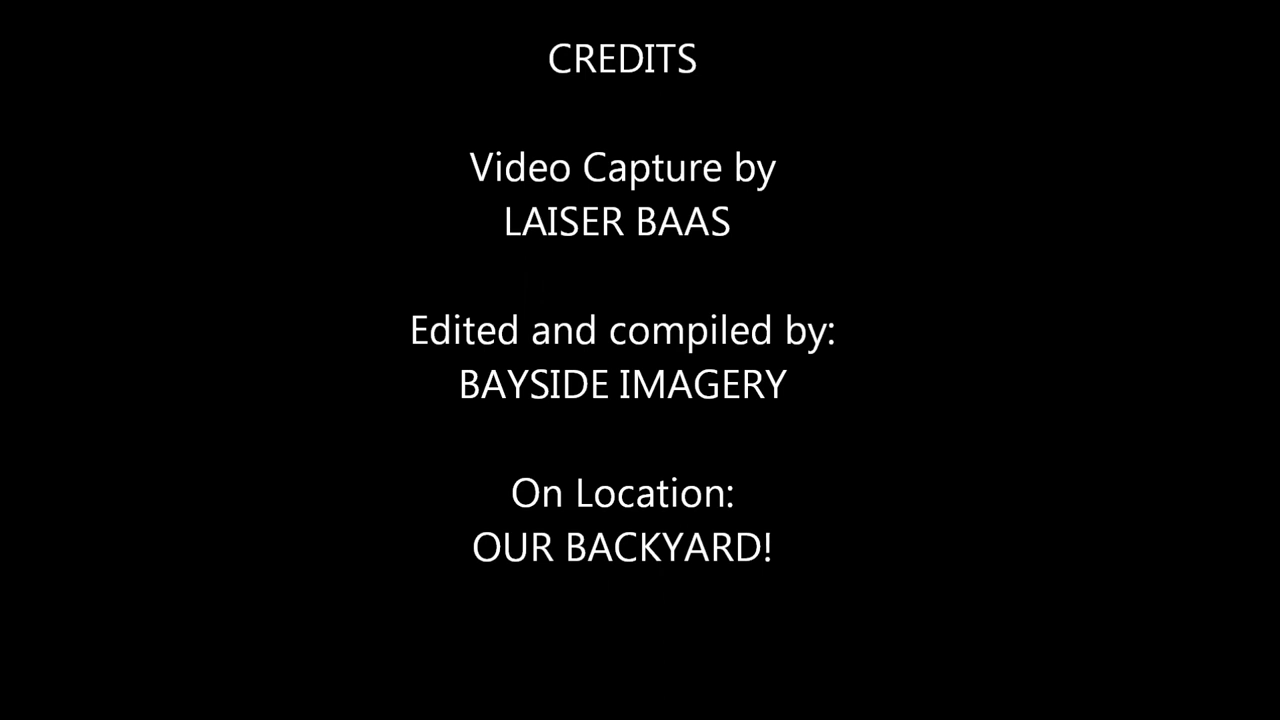 CREDITS
Video Capture by
LAISER BAAS
Edited and compiled by:
BAYSIDE IMAGERY
On Location:
OUR BACKYARD!